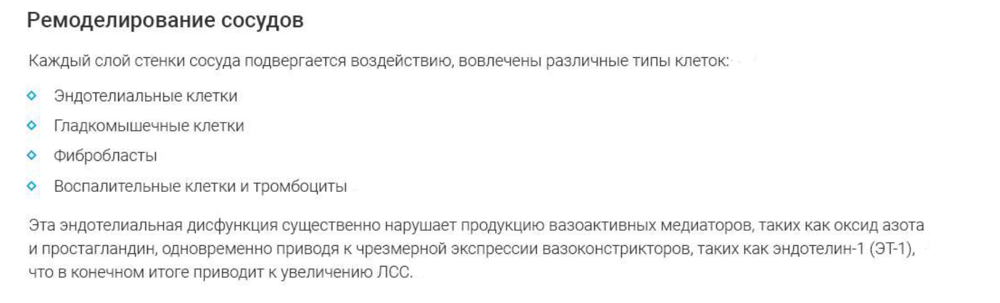 Ремоделирование сосудов
Каждый слой стенки сосуда подвергается воздействию, вовлечены различные типы клеток:
Эндотелиальные клетки
Гладкомышечные клетки
Фибробласты
Воспалительные клетки и тромбоциты
Эта эндотелиальная дисфункция существенно нарушает продукцию вазоактивных медиаторов, таких как оксид азота
и простагландин, одновременно приводя к чрезмерной экспрессии вазоконстрикторов, таких как эндотелин-1 (ЭТ-1),
что в конечном итоге приводит к увеличению ЛСС.